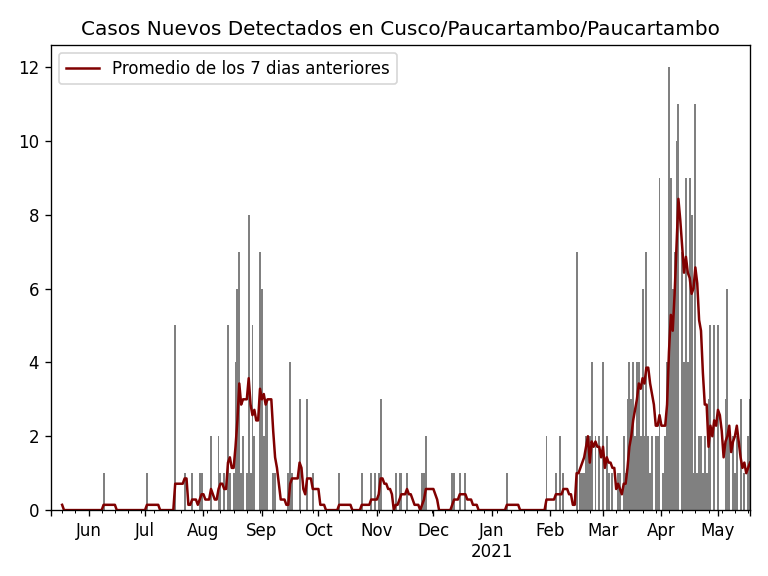 Casos Nuevos Detectados en Cusco/Paucartambo/Paucartambo
Promedio de los 7 dias anteriores
12
10
8
6
4
2
0
Jun Jul Aug Sep Oct Nov Dec Jan Feb Mar Apr May
2021